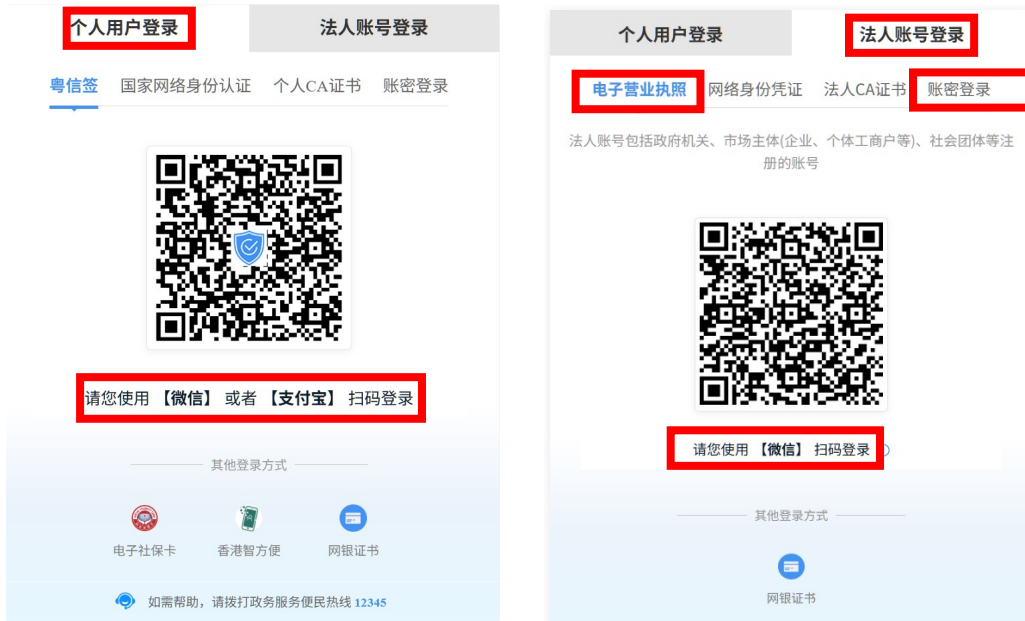 个人用户登录 法人账号登录
粤信签 国家网络身份认证 个人CA证书 账密登录
请您使用 【微信】 或者 【支付宝】 扫码登录
其他登录方式
电子社保卡 香港智方便 网银证书
如需帮助，请拨打政务服务便民热线 12345
个人用户登录 法人账号登录
电子营业执照 网络身份凭证 法人CA证书 账密登录
法人账号包括政府机关、市场主体(企业、个体工商户等)、社会团体等注
册的账号
请您使用 【微信】 扫码登录
其他登录方式
网银证书